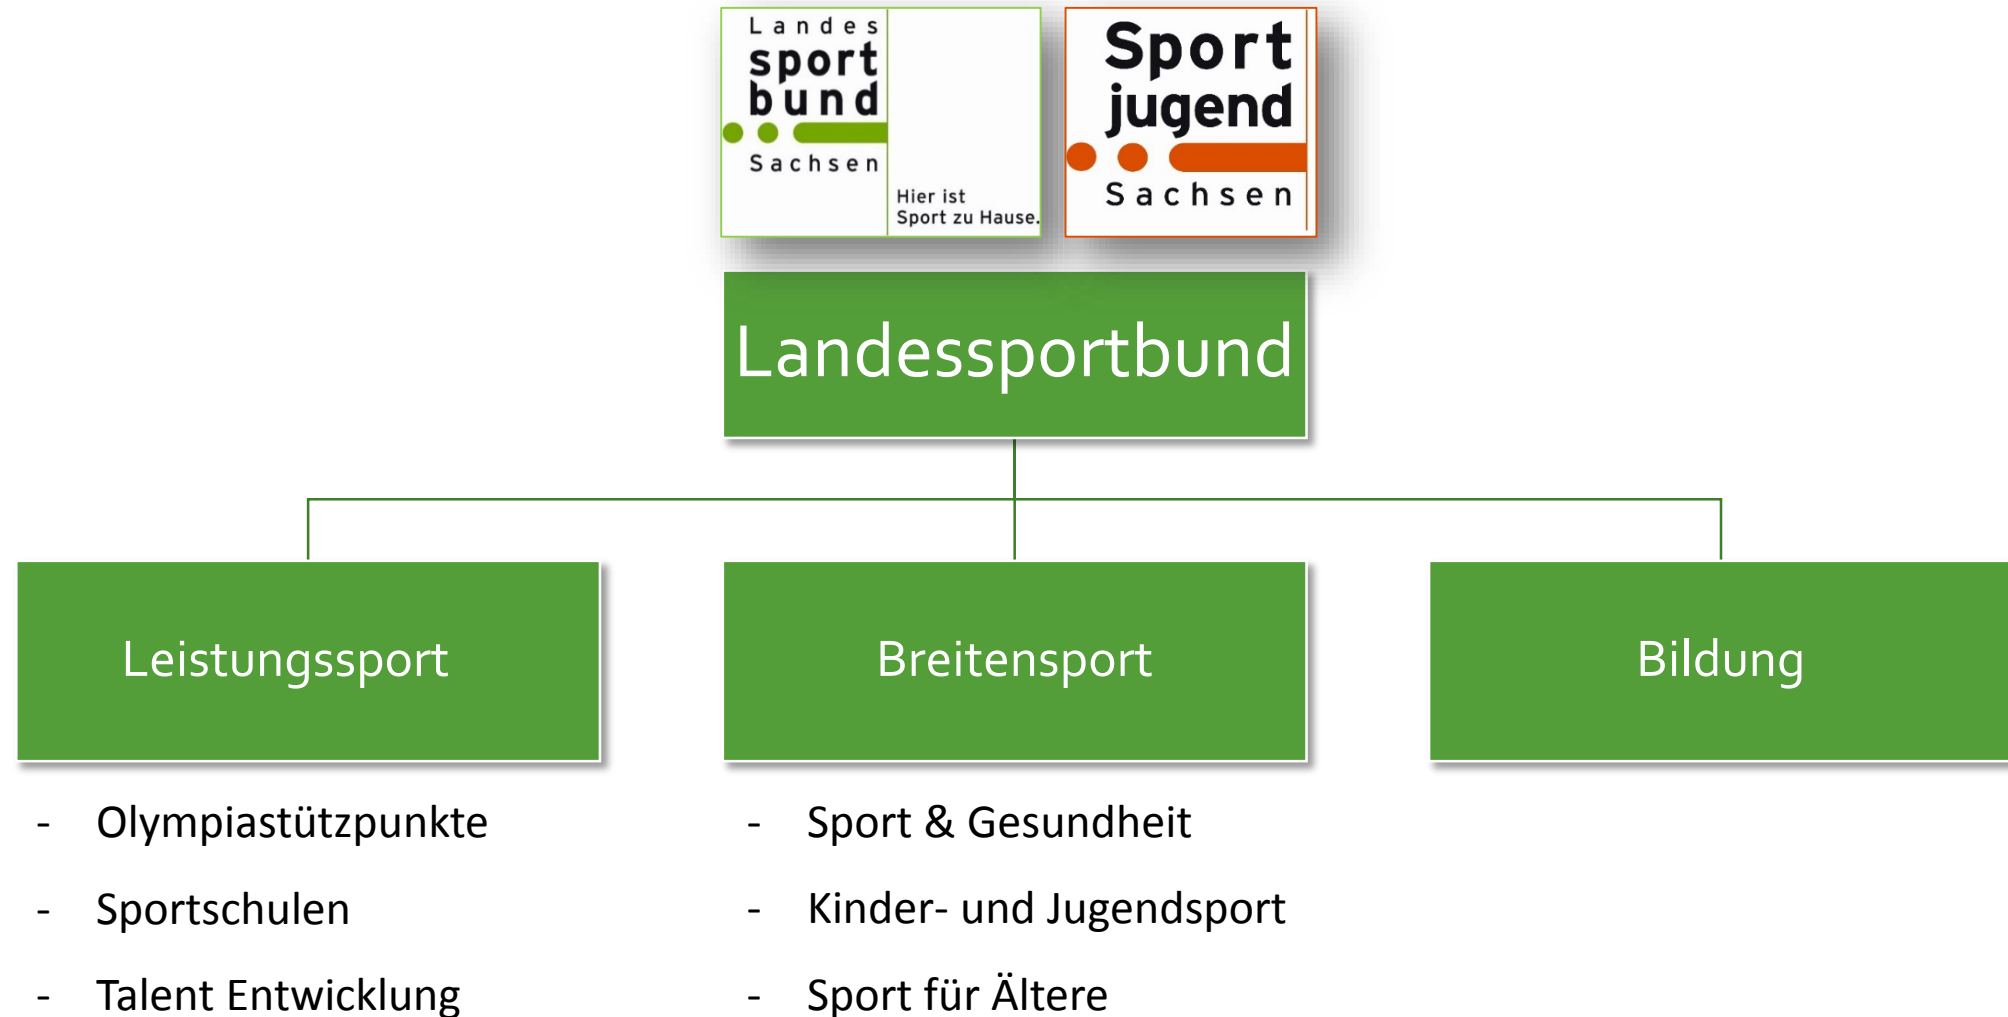 Landes
sport
bund
Sachsen
Hier ist
Sport zu Hause.
Sport
jugend
Sachsen
Landessportbund
Leistungssport
Breitensport
Bildung
- Olympiastützpunkte
- Sportschulen
- Talent Entwicklung
- Sport & Gesundheit
- Kinder- und Jugendsport
- Sport für Ältere